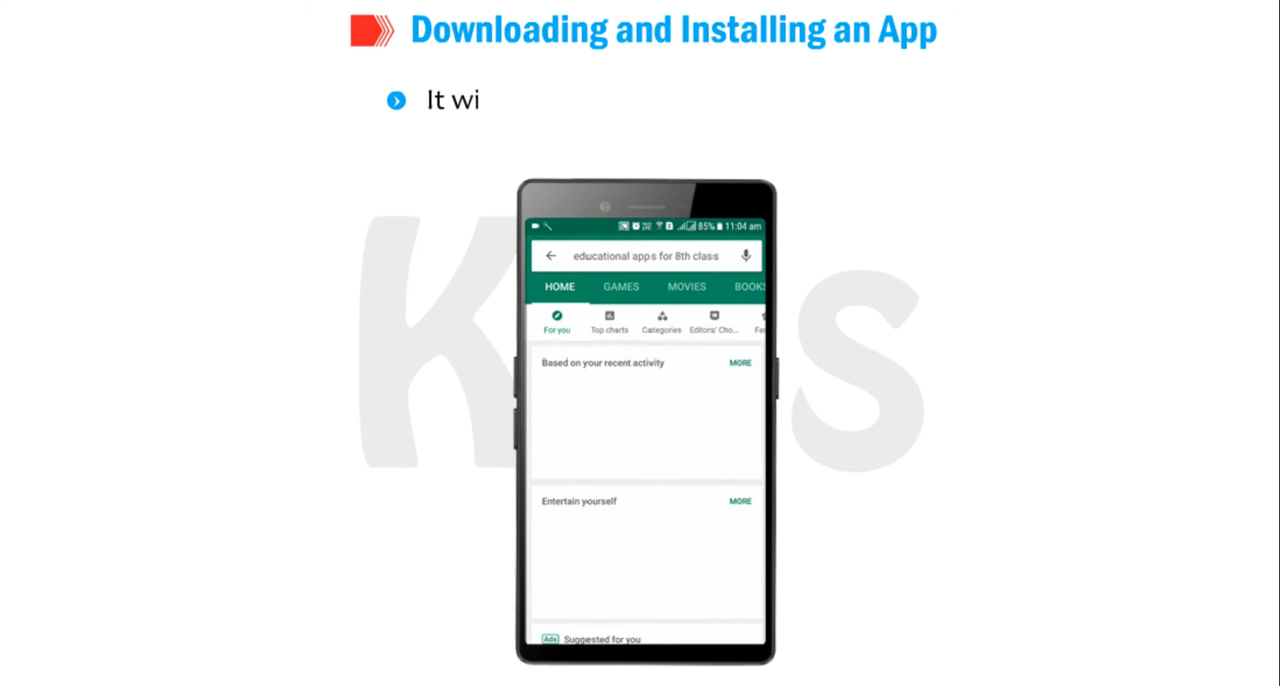 Downloading and Installing an App
It wi
85% 11:04 am
educational apps for 8th class
HOME GAMES MOVIES BOOKS
For you Top charts Categories Editors' Cho... Fa
Based on your recent activity MORE
Entertain yourself MORE
Ads Suggested for you